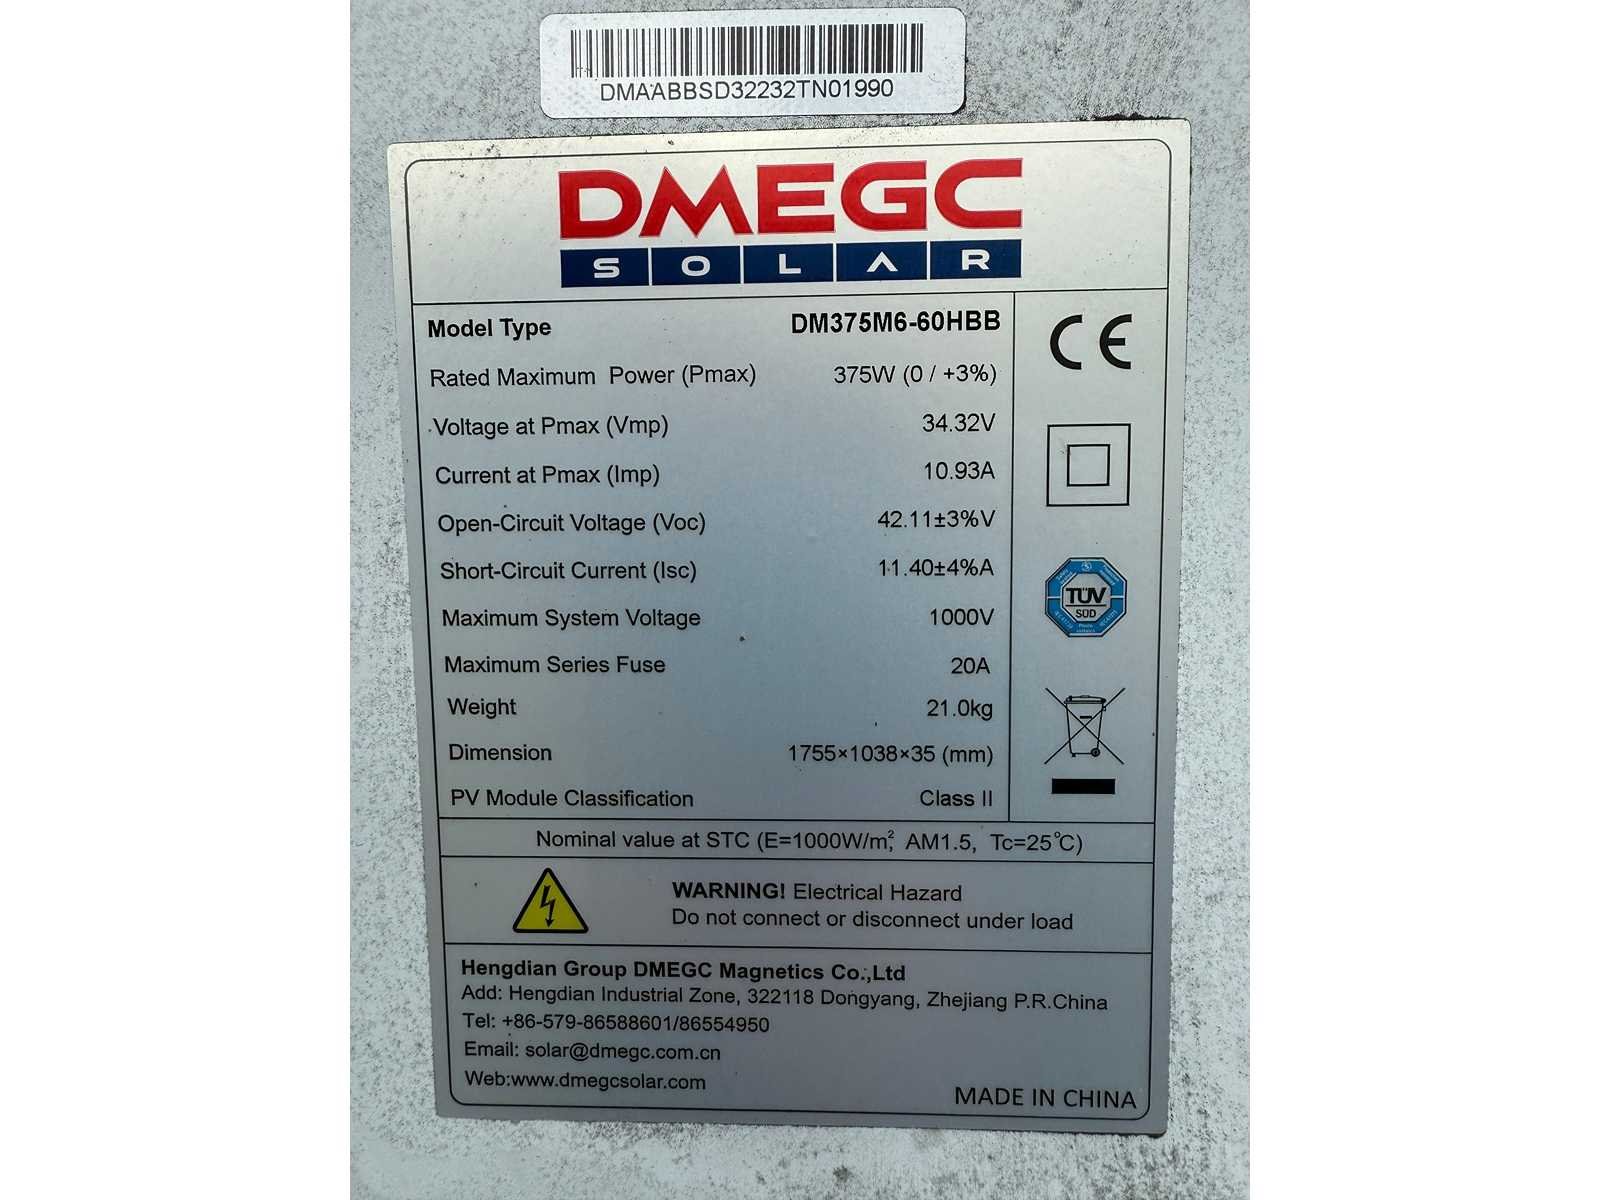 DMAABBSD32232TN01990
DMEGC
SOLAR
Model Type DM375M6-60HBB
Rated Maximum Power (Pmax) 375W (0 / +3%)
Voltage at Pmax (Vmp) 34.32V
Current at Pmax (Imp) 10.93A
Open-Circuit Voltage (Voc) 42.11±3%V
Short-Circuit Current (Isc) 11.40±4%A
Maximum System Voltage 1000V
Maximum Series Fuse 20A
Weight 21.0kg
Dimension 1755×1038×35 (mm)
PV Module Classification Class II
CE
TÜV
SÜD
Nominal value at STC (E=1000W/m², AM1.5, Tc=25℃)
WARNING! Electrical Hazard
Do not connect or disconnect under load
Hengdian Group DMEGC Magnetics Co.,Ltd
Add: Hengdian Industrial Zone, 322118 Dongyang, Zhejiang P.R.China
Tel: +86-579-86588601/86554950
Email: solar@dmegc.com.cn
Web:www.dmegcsolar.com
MADE IN CHINA